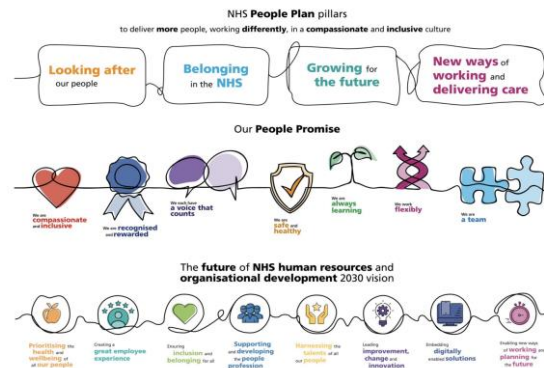 NHS People Plan pillars
to deliver more people, working differently, in a compassionate and inclusive culture
Looking after
our people
Belonging
in the NHS
Growing for
the future
New ways of
working and
delivering care
Our People Promise
We are
compassionate
and inclusive
We are recognised
and rewarded
We each have
a voice that
counts
We are
safe and
healthy
We are
always
learning
We work
flexibly
We are
a team
The future of NHS human resources and
organisational development 2030 vision
Prioritising the
health and
wellbeing of
all our people
Creating a
great employee
experience
Ensuring
inclusion and
belonging for all
Supporting
and developing
the people
profession
Harnessing the
talents of all
our people
Leading
improvement,
change and
innovation
Embedding
digitally
enabled solutions
Enabling new ways
of working and
planning for
the future